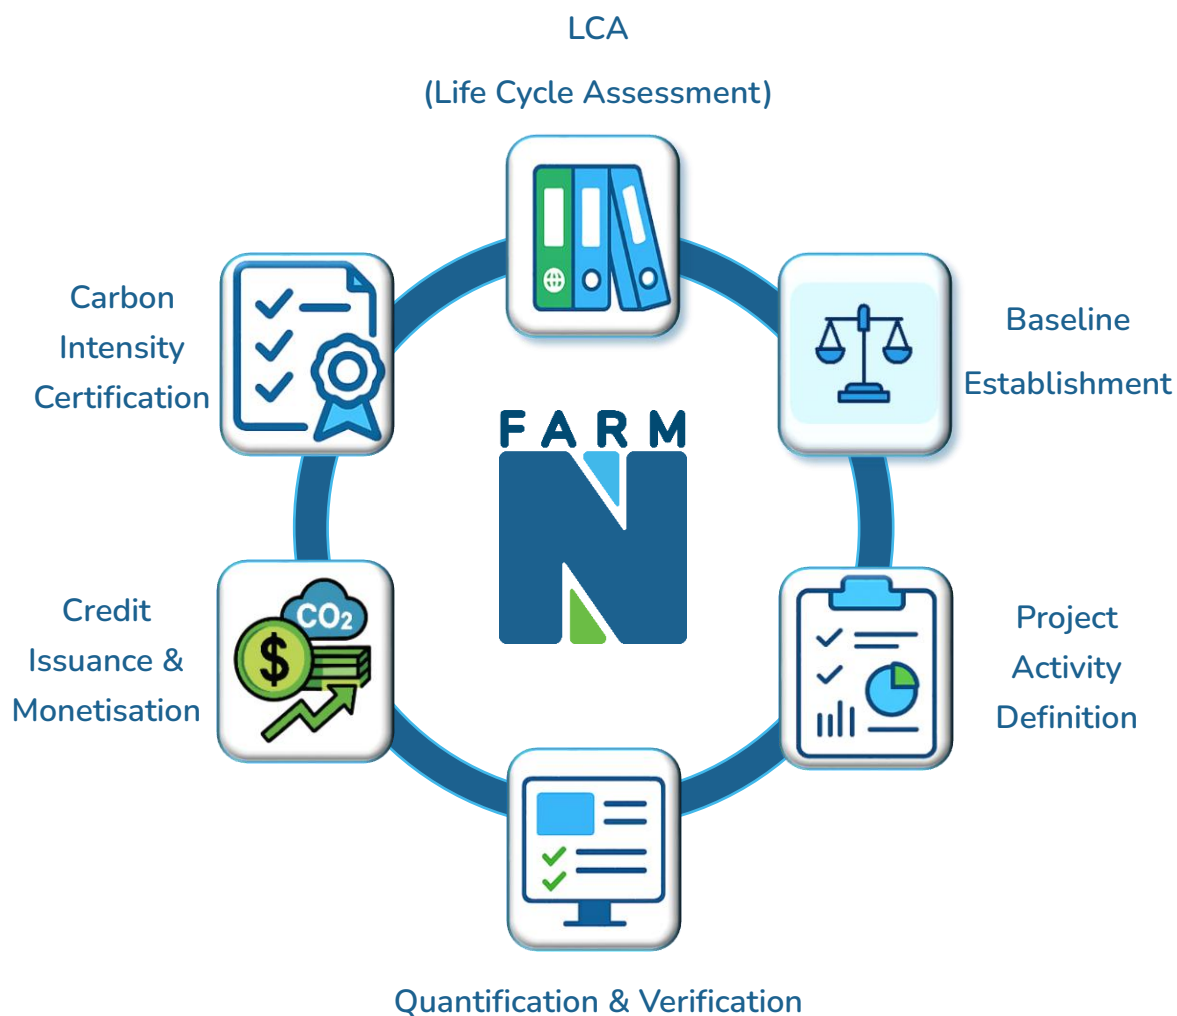 LCA
(Life Cycle Assessment)
Baseline
Establishment
Project
Activity
Definition
Quantification & Verification
Credit
Issuance &
Monetisation
CO₂
$
Carbon
Intensity
Certification
FARM
N